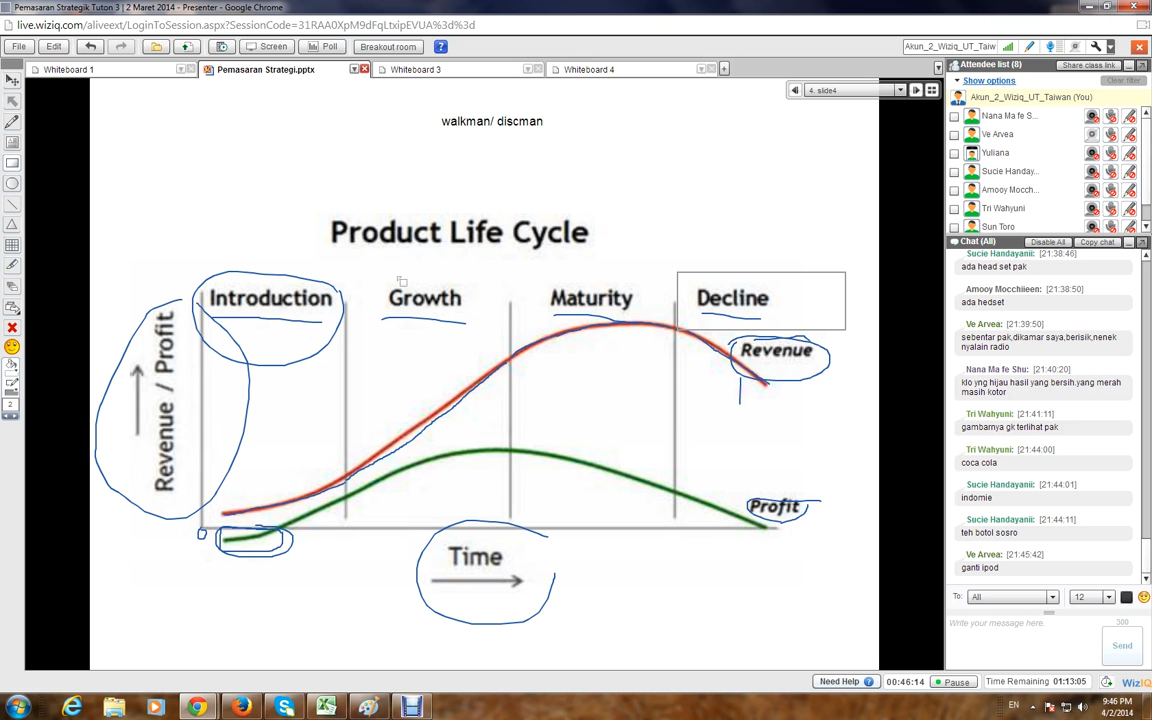 Pemasaran Strategik Tuton 3 | 2 Maret 2014 - Presenter - Google Chrome
live.wiziq.com/aliveext/LoginToSession.aspx?SessionCode=31RAA0XpM9dFqLtxipEVUA%3d%3d
File Edit Screen Poll Breakout room ? Akun_2_Wiziq_UT_Taiw
Whiteboard 1 Pemasaran Strategi.pptx Whiteboard 3 Whiteboard 4
4. slide4
walkman/ discman
Product Life Cycle
Introduction Growth Maturity Decline
Revenue / Profit
Revenue
Profit
Time
2
Attendee list (8) Share class link
Show options Clear filter
Akun_2_Wiziq_UT_Taiwan (You)
Nana Ma fe S...
Ve Arvea
Yuliana
Sucie Handay...
Amooy Mocch...
Tri Wahyuni
Sun Toro
Chat (All) Disable All Copy chat
Sucie Handayanii: [21:38:46]
ada head set pak
Amooy Mocchiieen: [21:38:50]
ada hedset
Ve Arvea: [21:39:50]
sebentar pak,dikamar saya,berisik,nenek
nyalain radio
Nana Ma fe Shu: [21:40:20]
klo yng hijau hasil yang bersih.yang merah
masih kotor
Tri Wahyuni: [21:41:11]
gambarnya gk terlihat pak
Tri Wahyuni: [21:44:00]
coca cola
Sucie Handayanii: [21:44:01]
indomie
Sucie Handayanii: [21:44:11]
teh botol sosro
Ve Arvea: [21:45:42]
ganti ipod
To: All 12
Write your message here. 300
Send
Need Help ? 00:46:14 Pause Time Remaining 01:13:05 WizIQ
EN 9:46 PM
4/2/2014